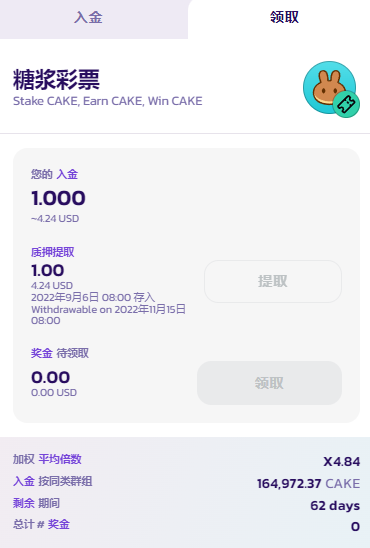 入金 领取
糖浆彩票
Stake CAKE, Earn CAKE, Win CAKE
您的 入金
1.000
~4.24 USD
质押提取
1.00
4.24 USD
2022年9月6日 08:00 存入
Withdrawable on 2022年11月15日
08:00
提取
奖金 待领取
0.00
0.00 USD
领取
加权 平均倍数 X4.84
入金 按同类群组 164,972.37 CAKE
剩余 期间 62 days
总计 # 奖金 0